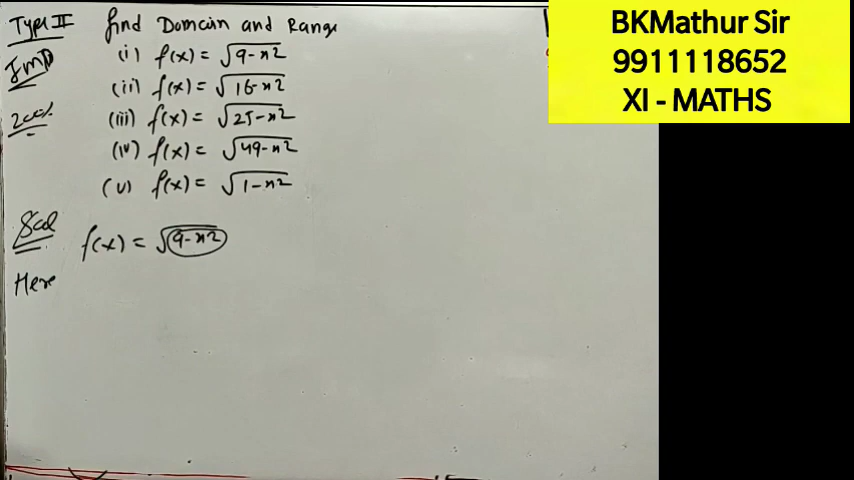 Type II find Domain and Range
Imp (i) f(x) = √9-x²
(ii) f(x) = √16-x²
200% (iii) f(x) = √25-x²
(iv) f(x) = √49-x²
(v) f(x) = √1-x²
Sol f(x) = √9-x²
Here
BKMathur Sir
9911118652
XI - MATHS